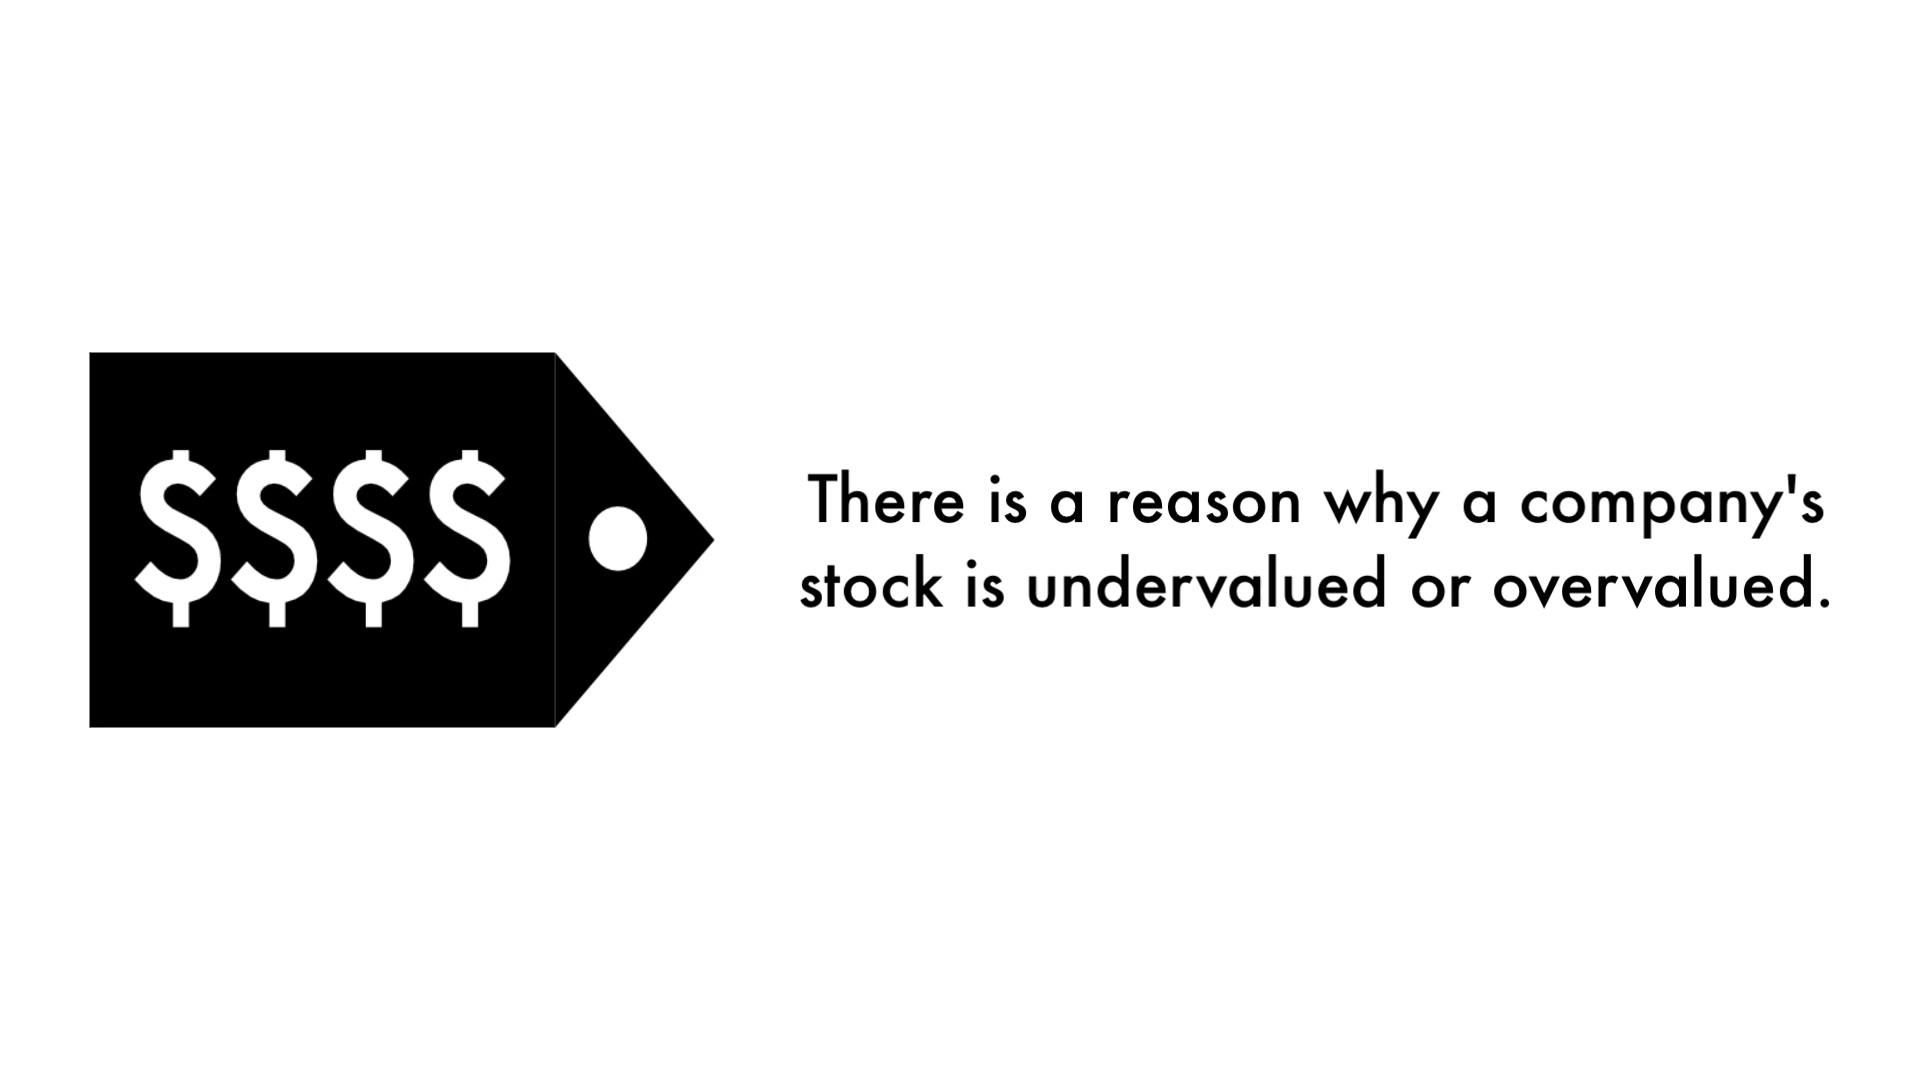 $$$$
There is a reason why a company's
stock is undervalued or overvalued.